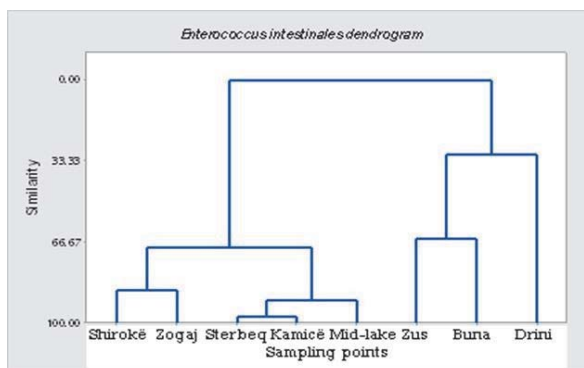 Enterococcus intestinales dendrogram
0.00
33.33
66.67
100.00
Similarity
Shirokë Zogaj Sterbeq Kamicë Mid-lake Zus Buna Drini
Sampling points